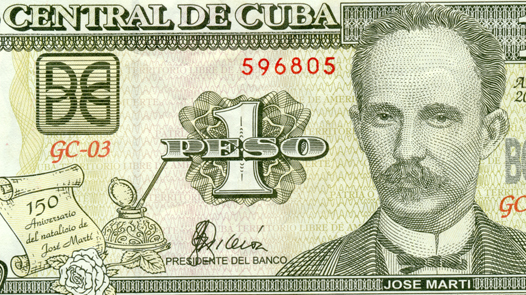 CENTRAL DE CUBA
596805
GC-03
1
PESO
150
Aniversario
del natalicio de
José Martí
PRESIDENTE DEL BANCO
JOSE MARTI
GC